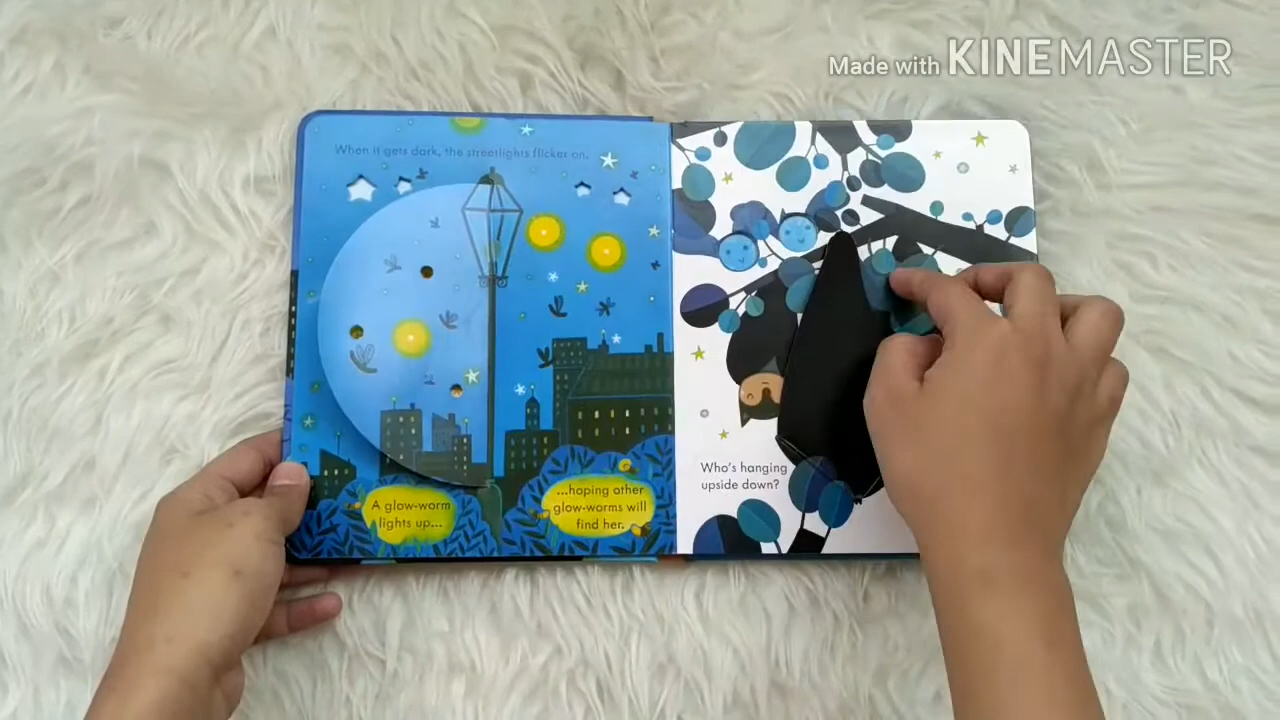 Made with KINEMASTER
When it gets dark, the streetlights flicker on.
A glow-worm
lights up...
...hoping other
glow-worms will
find her.
Who's hanging
upside down?